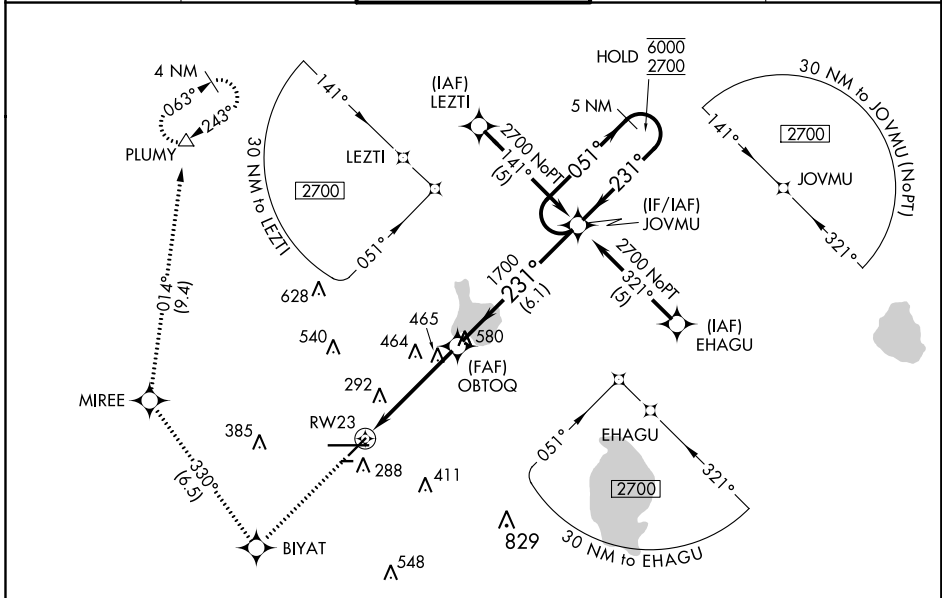 4 NM
063°
243°
PLUMY
141°
LEZTI
2700
30 NM to LEZTI
051°
(IAF)
LEZTI
2700 NoPT
141°
(5)
HOLD 6000
2700
5 NM
051°
231°
(IF/IAF)
JOVMU
30 NM to JOVMU (NoPT)
141°
2700
JOVMU
321°
014°
(9.4)
1700
231°
(6.1)
2700 NoPT
321°
(5)
(IAF)
EHAGU
628
540
464
465
580
(FAF)
OBTOQ
292
MIREE
RW23
385
288
411
330°
(6.5)
BIYAT
548
829
EHAGU
051°
321°
2700
30 NM to EHAGU